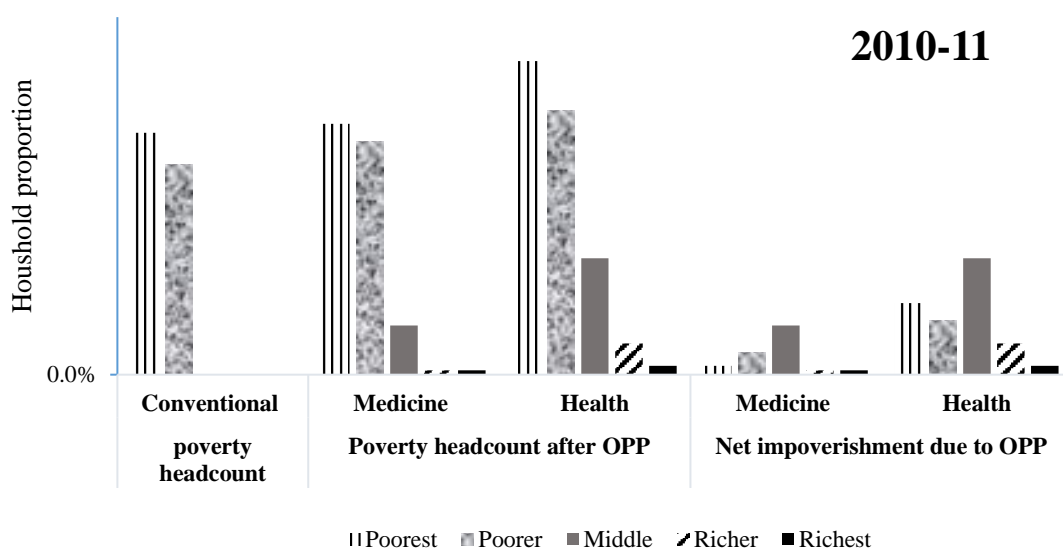 2010-11
Houshold proportion
0.0%
Conventional Medicine Health Medicine Health
poverty headcount Poverty headcount after OPP Net impoverishment due to OPP
Poorest Poorer Middle Richer Richest